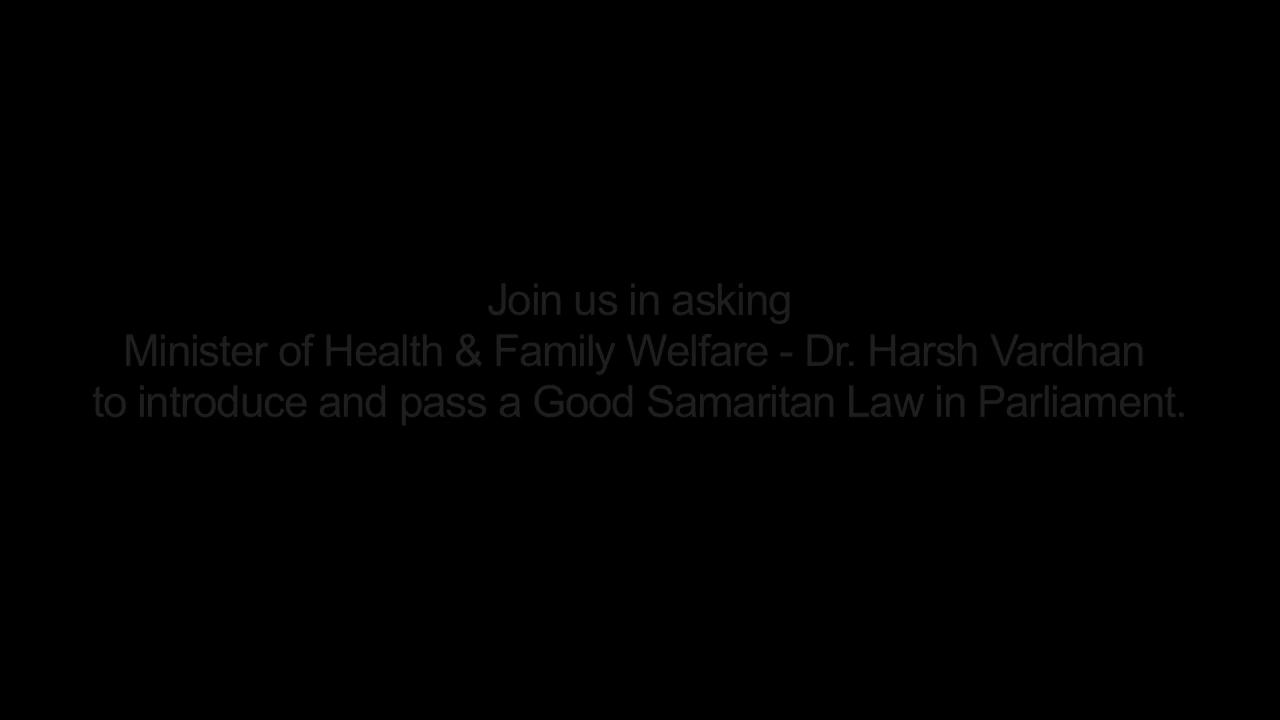 Join us in asking
Minister of Health & Family Welfare - Dr. Harsh Vardhan
to introduce and pass a Good Samaritan Law in Parliament.